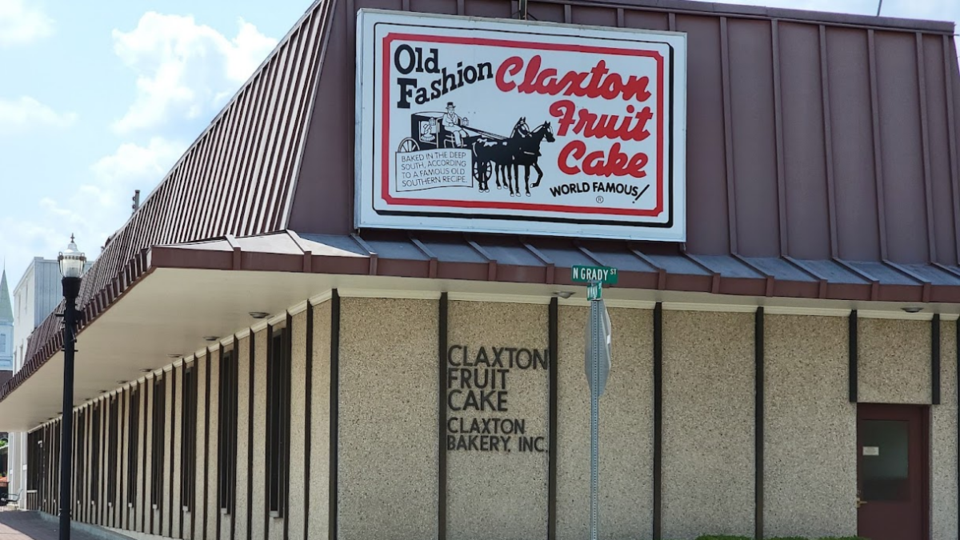 Old
Fashion
Claxton
Fruit
Cake
BAKED IN THE DEEP
SOUTH, ACCORDING
TO A FAMOUS OLD
SOUTHERN RECIPE.
WORLD FAMOUS!
®
N GRADY ST
CLAXTON
FRUIT
CAKE
CLAXTON
BAKERY, INC.